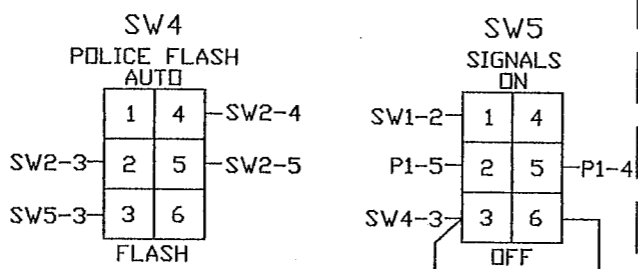 SW4
POLICE FLASH
AUTO
1 4 SW2-4
SW2-3 2 5 SW2-5
SW5-3 3 6
FLASH
SW5
SIGNALS
ON
SW1-2 1 4
P1-5 2 5 P1-4
SW4-3 3 6
OFF